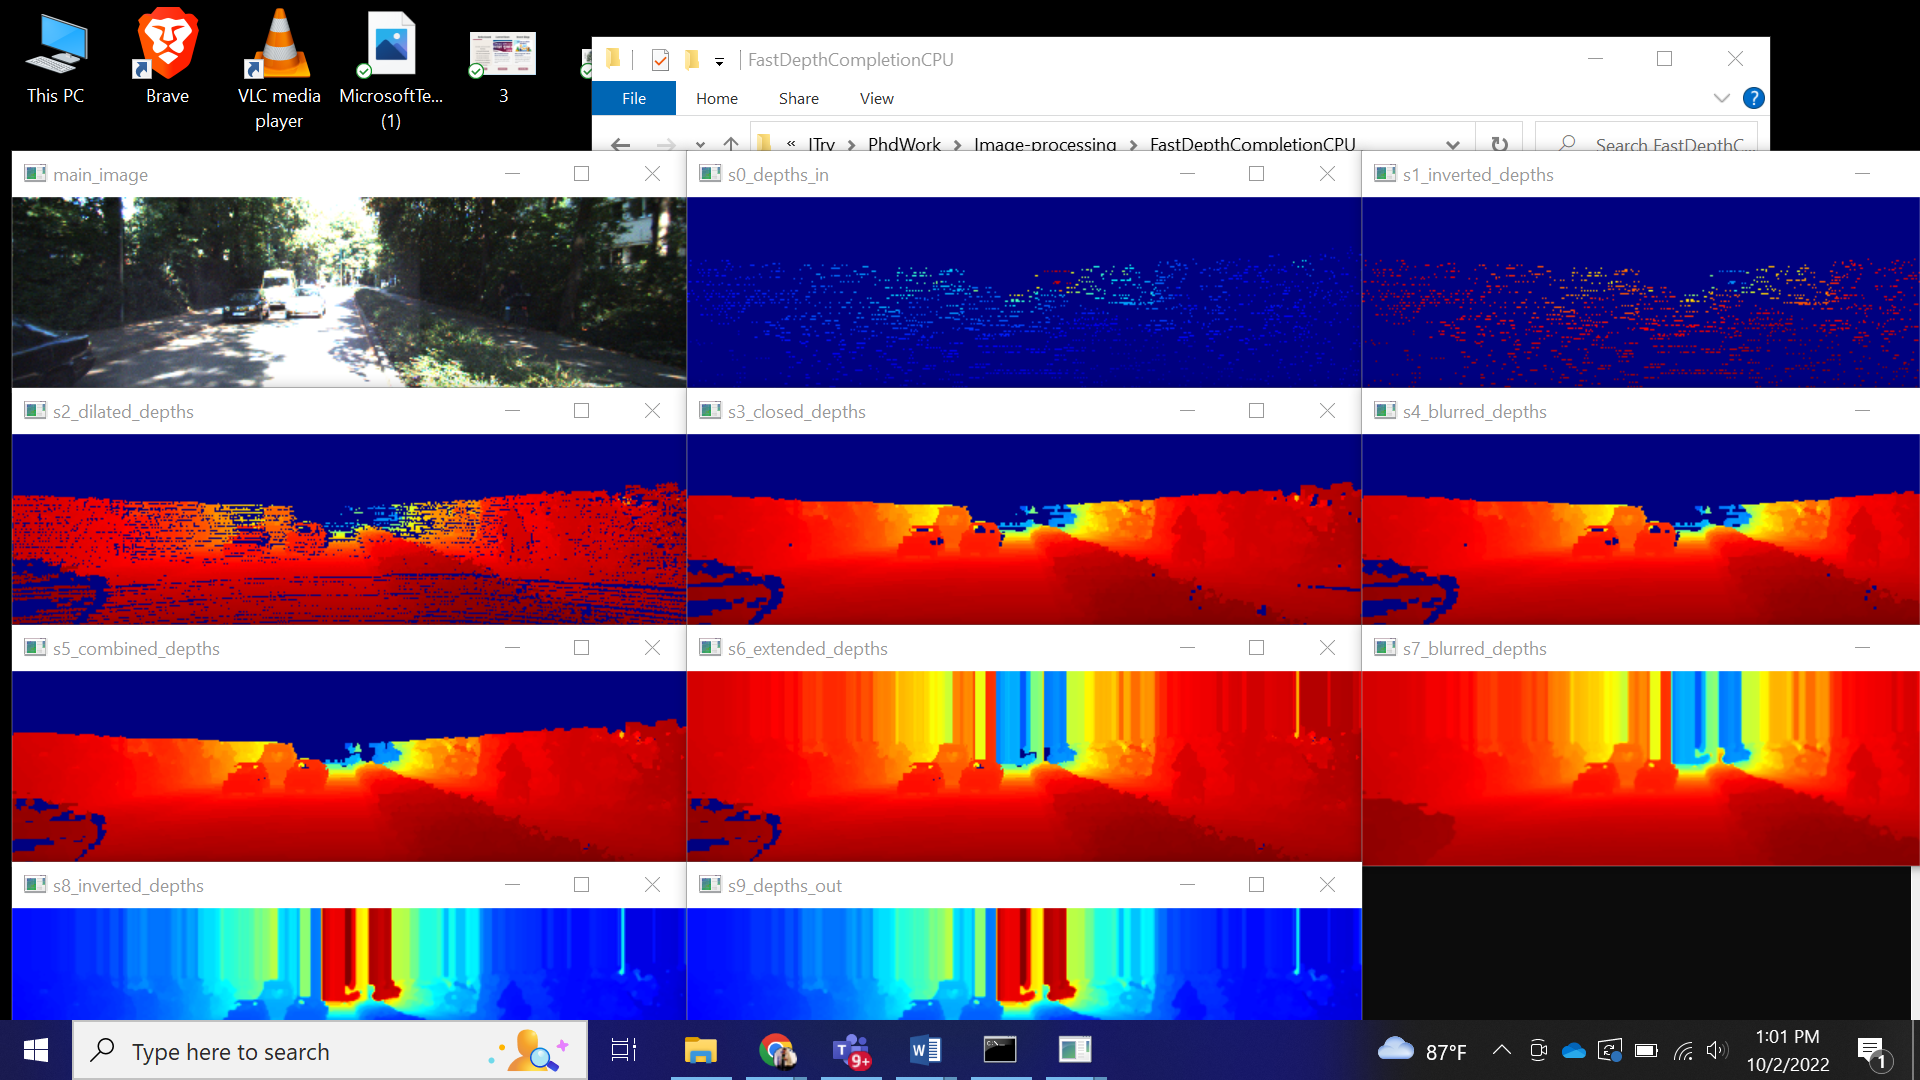 This PC
Brave
VLC media
player
MicrosoftTe...
(1)
3
FastDepthCompletionCPU
File
Home
Share
View
?
« ITry > PhdWork > Image-processing > FastDepthCompletionCPU
Search FastDepthC...
main_image
s0_depths_in
s1_inverted_depths
s2_dilated_depths
s3_closed_depths
s4_blurred_depths
s5_combined_depths
s6_extended_depths
s7_blurred_depths
s8_inverted_depths
s9_depths_out
Type here to search
9+
87°F
1:01 PM
10/2/2022
1